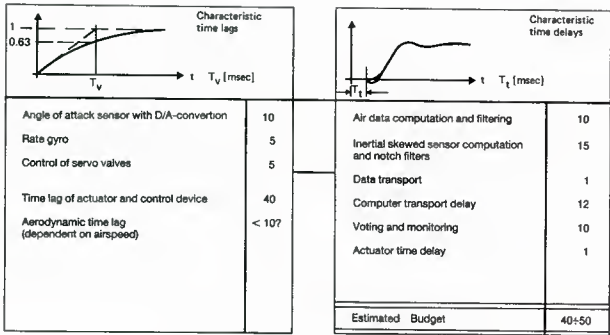 Characteristic
time lags
1
0.63
t
T_v
T_v [msec]
Angle of attack sensor with D/A-convertion 10
Rate gyro 5
Control of servo valves 5
Time lag of actuator and control device 40
Aerodynamic time lag < 10?
(dependent on airspeed)
Characteristic
time delays
t
T_t [msec]
T_t
Air data computation and filtering 10
Inertial skewed sensor computation 15
and notch filters
Data transport 1
Computer transport delay 12
Voting and monitoring 10
Actuator time delay 1
Estimated Budget 40÷50